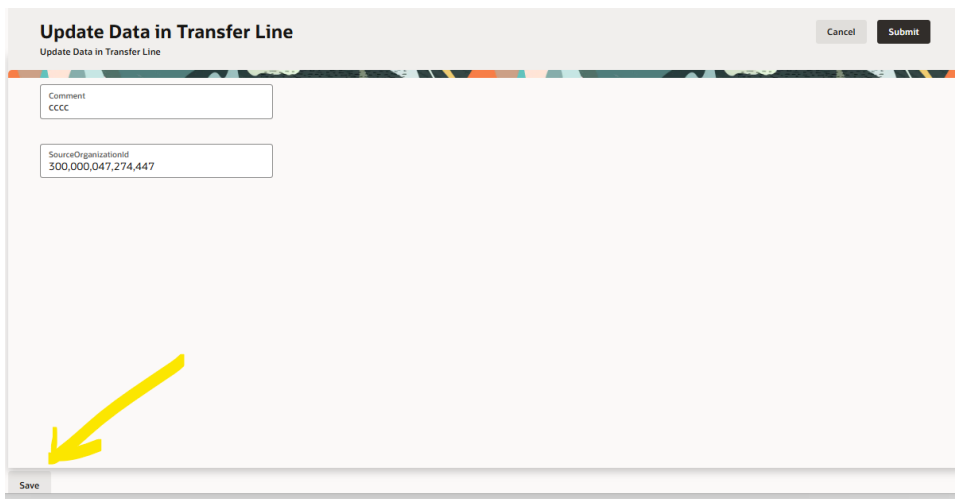 Update Data in Transfer Line
Update Data in Transfer Line
Cancel
Submit
Comment
cccc
SourceOrganizationId
300,000,047,274,447
Save